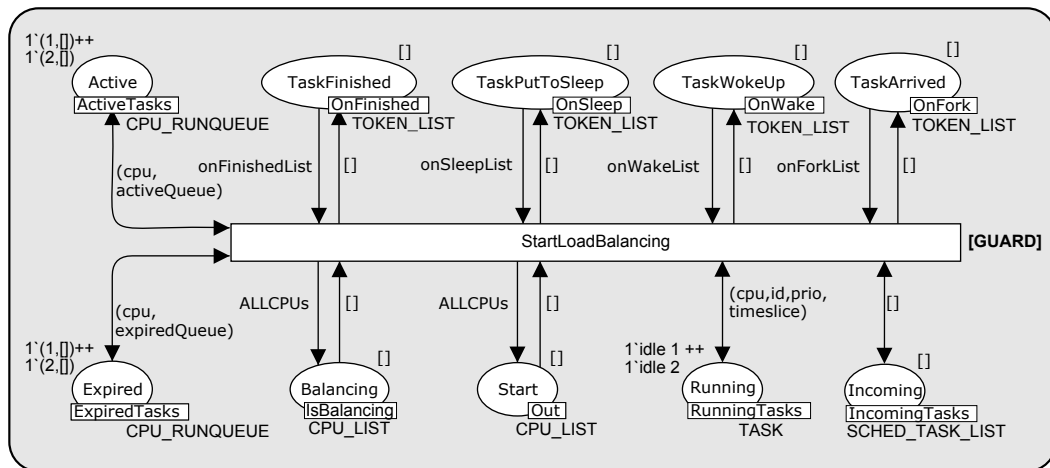 1`(1,[])++
1`(2,[])
Active
ActiveTasks
CPU_RUNQUEUE
[]
TaskFinished
OnFinished
TOKEN_LIST
[]
TaskPutToSleep
OnSleep
TOKEN_LIST
[]
TaskWokeUp
OnWake
TOKEN_LIST
[]
TaskArrived
OnFork
TOKEN_LIST
(cpu,
activeQueue)
onFinishedList
[]
onSleepList
[]
onWakeList
[]
onForkList
[]
StartLoadBalancing
[GUARD]
(cpu,
expiredQueue)
ALLCPUs
[]
ALLCPUs
[]
(cpu,id,prio,
timeslice)
[]
1`(1,[])++
1`(2,[])
Expired
ExpiredTasks
CPU_RUNQUEUE
[]
Balancing
IsBalancing
CPU_LIST
[]
Start
Out
CPU_LIST
1`idle 1 ++
1`idle 2
Running
RunningTasks
TASK
[]
Incoming
IncomingTasks
SCHED_TASK_LIST